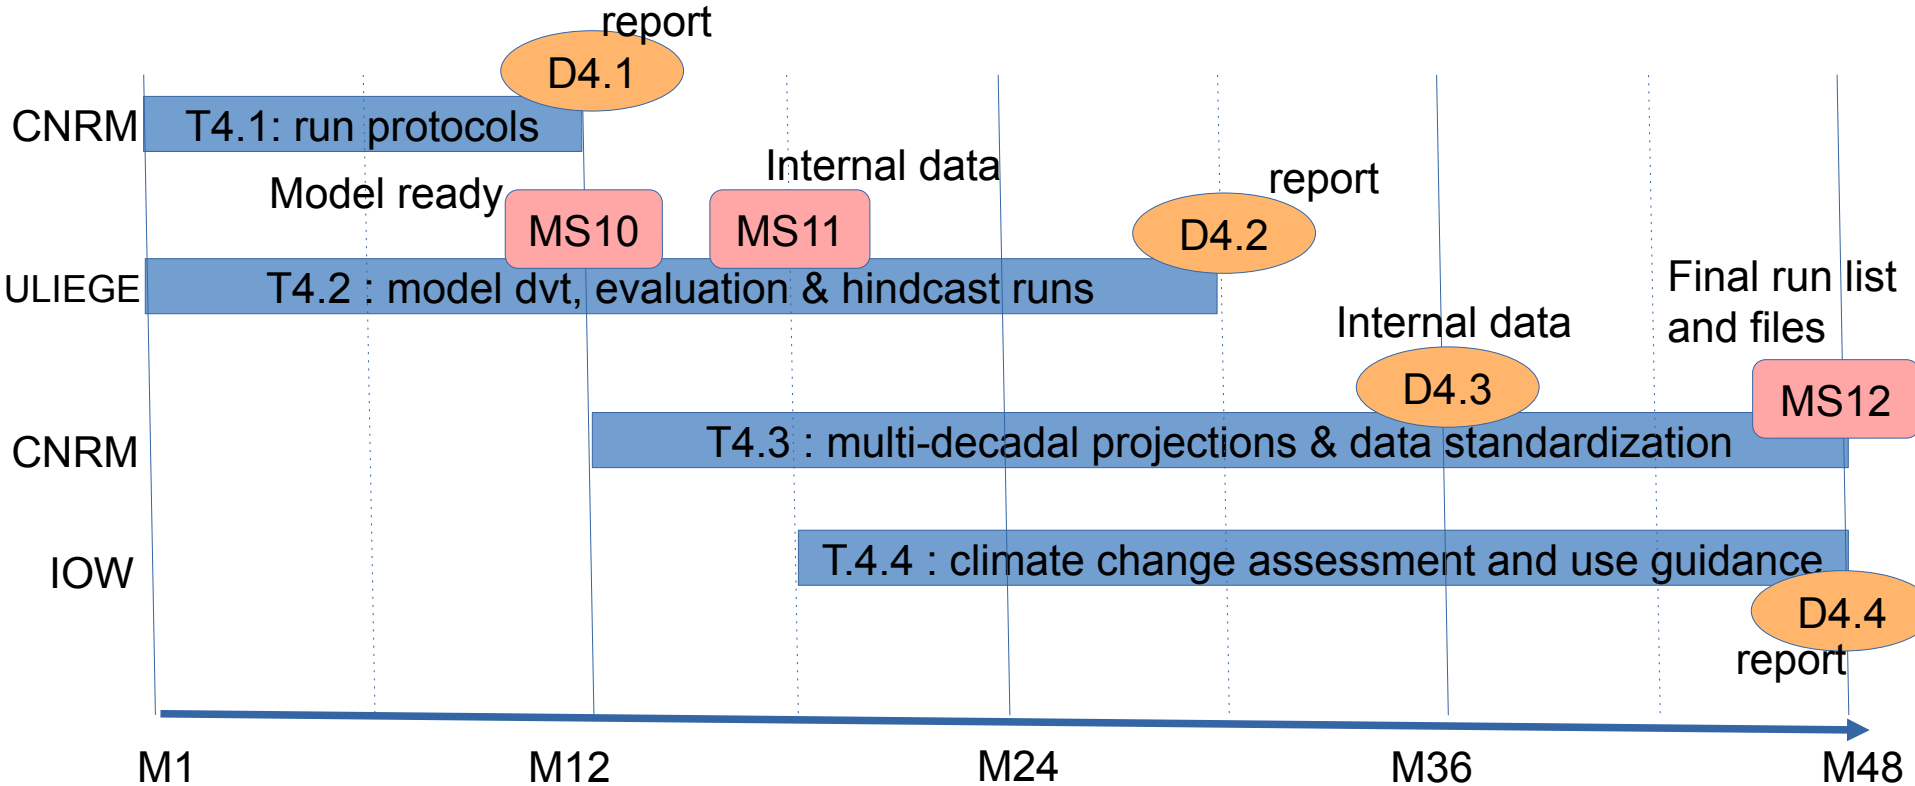 report
D4.1
CNRM
T4.1: run protocols
Internal data
Model ready
report
MS10
MS11
D4.2
ULIEGE
T4.2 : model dvt, evaluation & hindcast runs
Final run list
and files
Internal data
D4.3
MS12
CNRM
T4.3 : multi-decadal projections & data standardization
IOW
T.4.4 : climate change assessment and use guidance
D4.4
report
M1
M12
M24
M36
M48